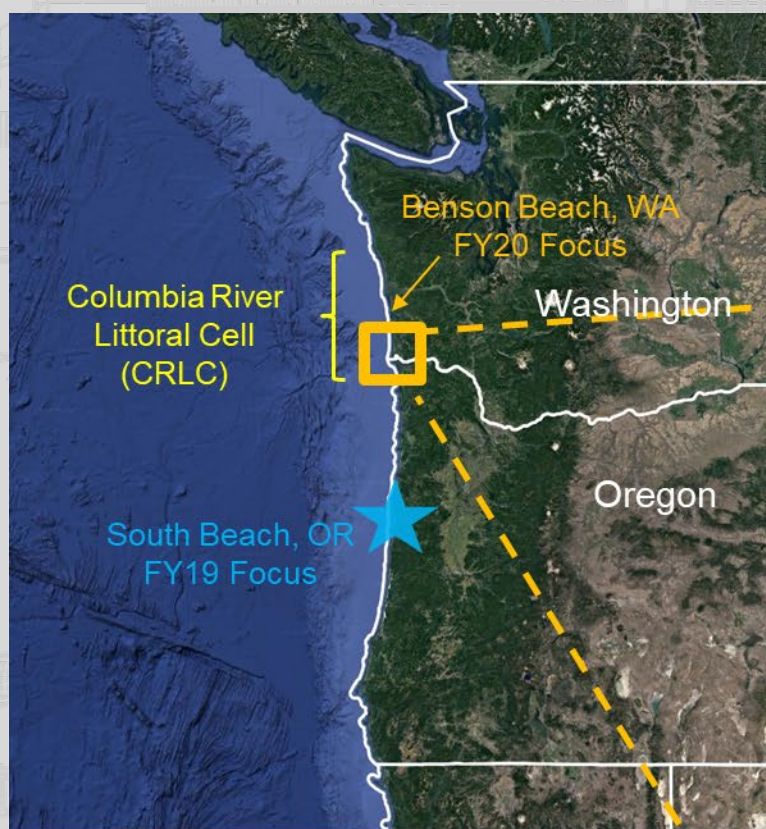 Benson Beach, WA
FY20 Focus
Columbia River
Littoral Cell
(CRLC)
Washington
Oregon
South Beach, OR
FY19 Focus